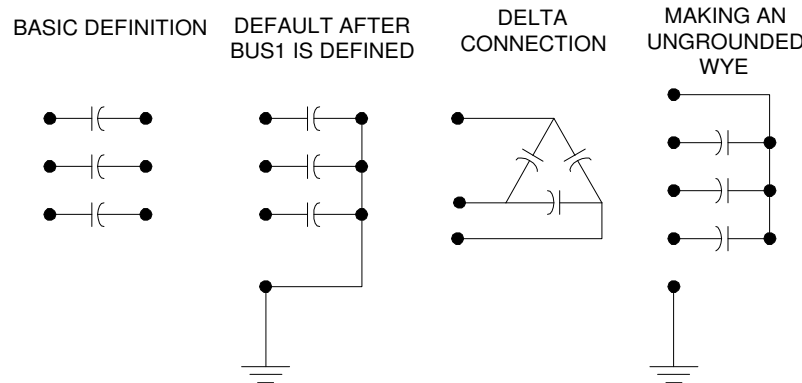 BASIC DEFINITION
DEFAULT AFTER
BUS1 IS DEFINED
DELTA
CONNECTION
MAKING AN
UNGROUNDED
WYE